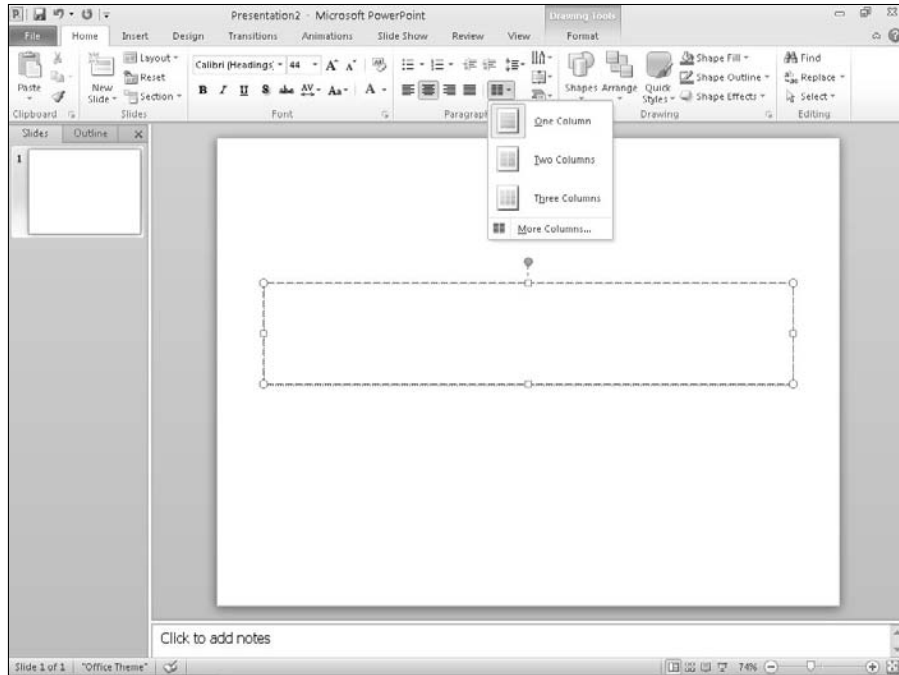 Presentation2 - Microsoft PowerPoint
Drawing Tools
File Home Insert Design Transitions Animations Slide Show Review View Format
Paste
New Slide
Layout
Reset
Section
Calibri (Headings) 44
B I U S abc AV Aa A
Shapes Arrange Quick Styles
Shape Fill
Shape Outline
Shape Effects
Find
Replace
Select
Clipboard Slides Font Paragraph Drawing Editing
One Column
Two Columns
Three Columns
More Columns...
Slides Outline
1
Click to add notes
Slide 1 of 1 "Office Theme" 74%